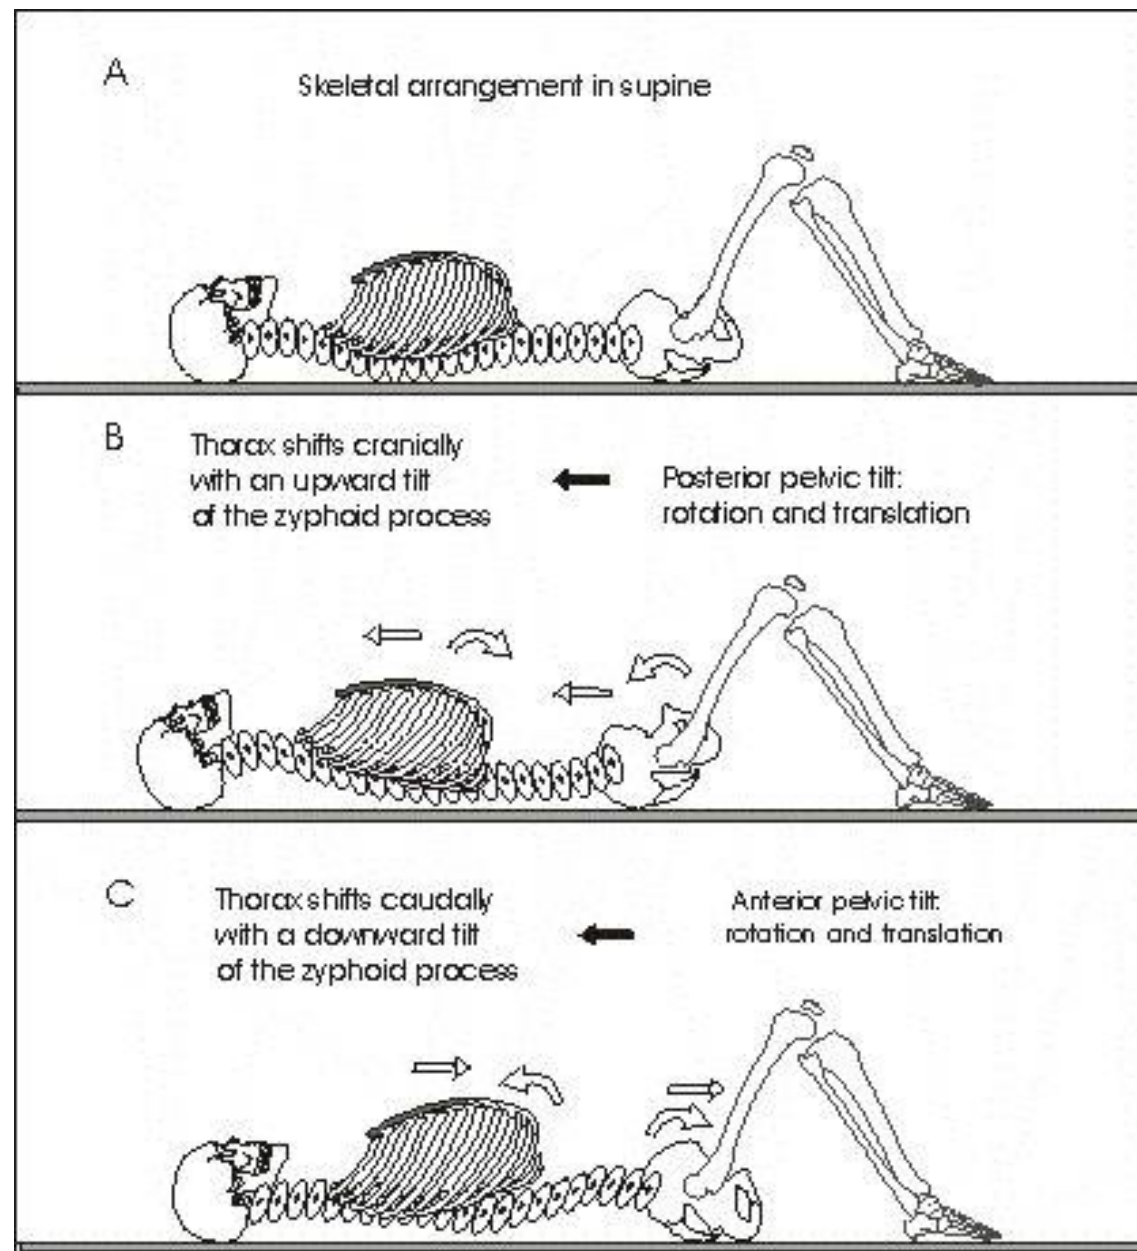 A
Skeletal arrangement in supine
B
Thorax shifts cranially
with an upward tilt
of the zyphoid process
Posterior pelvic tilt:
rotation and translation
C
Thorax shifts caudally
with a downward tilt
of the zyphoid process
Anterior pelvic tilt:
rotation and translation